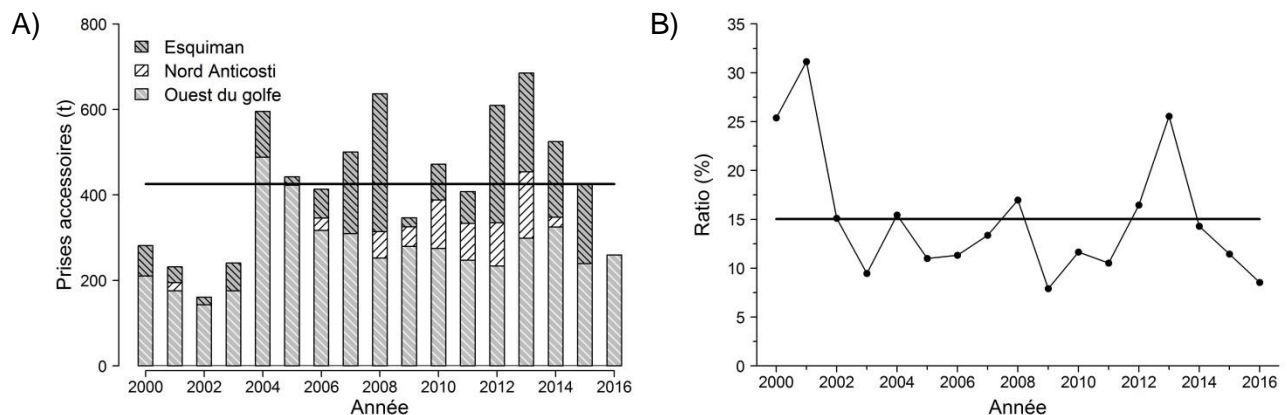 A)
Prises accessoires (t)
800
600
400
200
0
Esquiman
Nord Anticosti
Ouest du golfe
2000 2002 2004 2006 2008 2010 2012 2014 2016
Année
B)
Ratio (%)
35
30
25
20
15
10
5
0
2000 2002 2004 2006 2008 2010 2012 2014 2016
Année